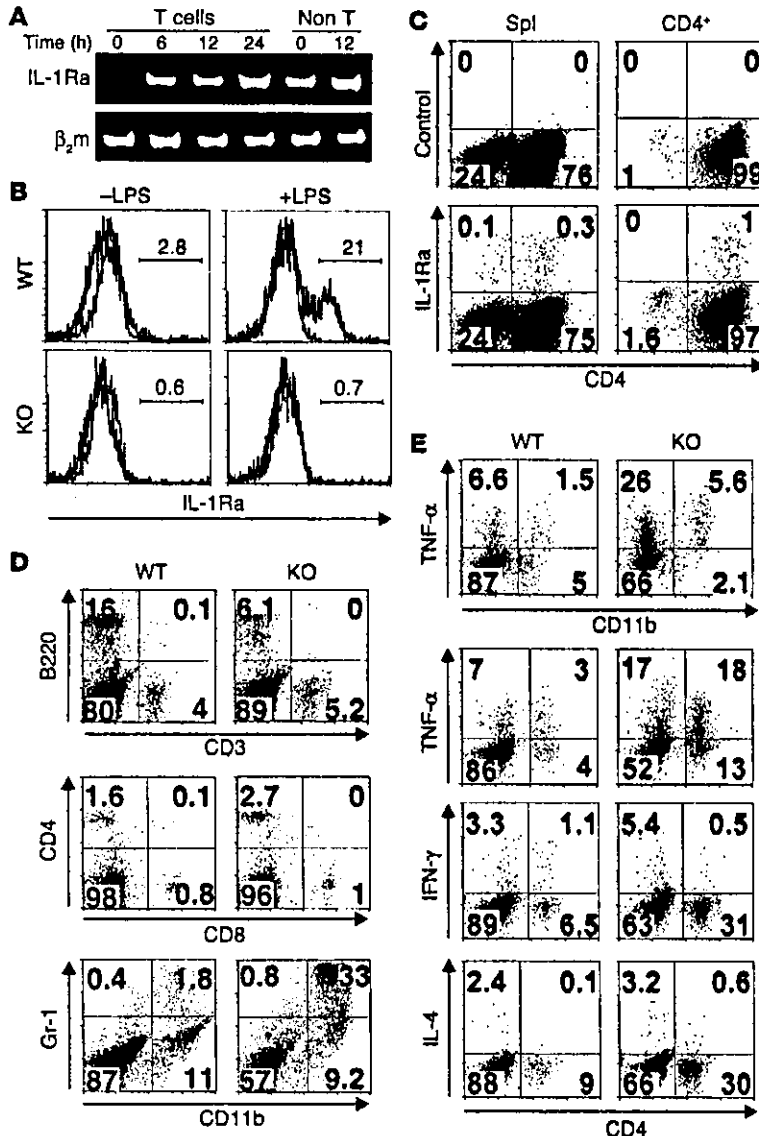 A
T cells Non T
Time (h) 0 6 12 24 0 12
IL-1Ra
β2m
B
–LPS +LPS
WT
2.8 21
KO
0.6 0.7
IL-1Ra
C
Spl CD4+
Control
0 0 0 0
24 76 1 99
IL-1Ra
0.1 0.3 0 1
24 75 1.6 97
CD4
D
WT KO
B220
16 0.1 6.1 0
80 4 89 5.2
CD3
CD4
1.6 0.1 2.7 0
98 0.8 96 1
CD8
Gr-1
0.4 1.8 0.8 33
87 11 57 9.2
CD11b
E
WT KO
TNF-α
6.6 1.5 26 5.6
87 5 66 2.1
CD11b
TNF-α
7 3 17 18
86 4 52 13
IFN-γ
3.3 1.1 5.4 0.5
89 6.5 63 31
IL-4
2.4 0.1 3.2 0.6
88 9 66 30
CD4